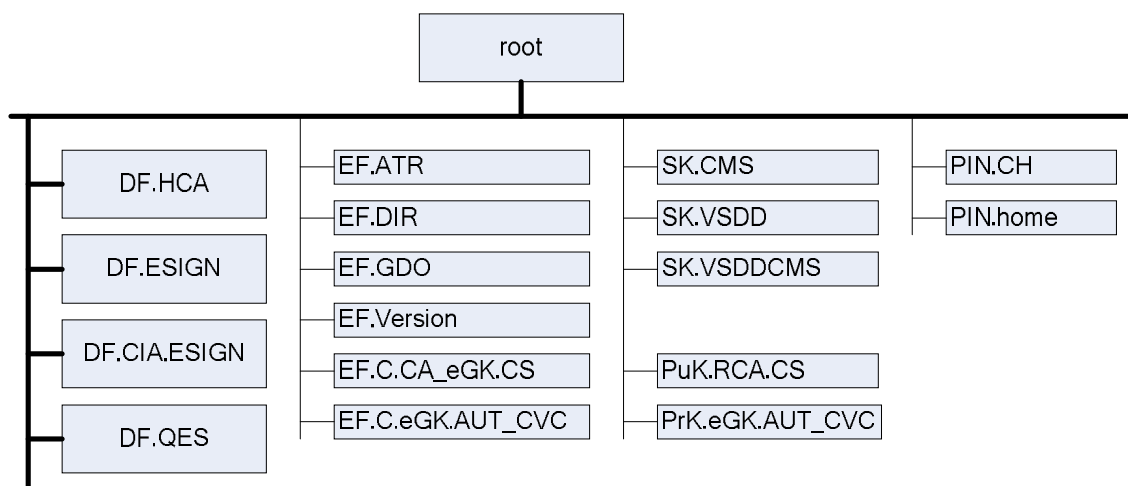 root
DF.HCA
DF.ESIGN
DF.CIA.ESIGN
DF.QES
EF.ATR
EF.DIR
EF.GDO
EF.Version
EF.C.CA_eGK.CS
EF.C.eGK.AUT_CVC
SK.CMS
SK.VSDD
SK.VSDDCMS
PuK.RCA.CS
PrK.eGK.AUT_CVC
PIN.CH
PIN.home